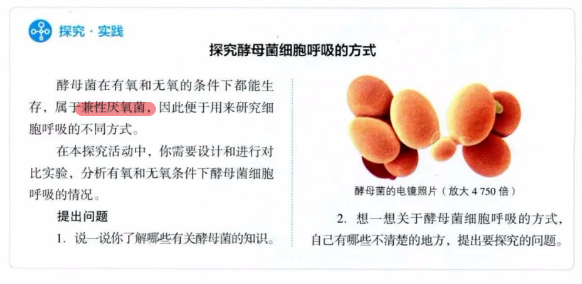 探究·实践
探究酵母菌细胞呼吸的方式
酵母菌在有氧和无氧的条件下都能生
存，属于兼性厌氧菌，因此便于用来研究细
胞呼吸的不同方式。
在本探究活动中，你需要设计和进行对
比实验，分析有氧和无氧条件下酵母菌细胞
呼吸的情况。
提出问题
1. 说一说你了解哪些有关酵母菌的知识。
酵母菌的电镜照片（放大 4 750 倍）
2. 想一想关于酵母菌细胞呼吸的方式，
自己有哪些不清楚的地方，提出要探究的问题。